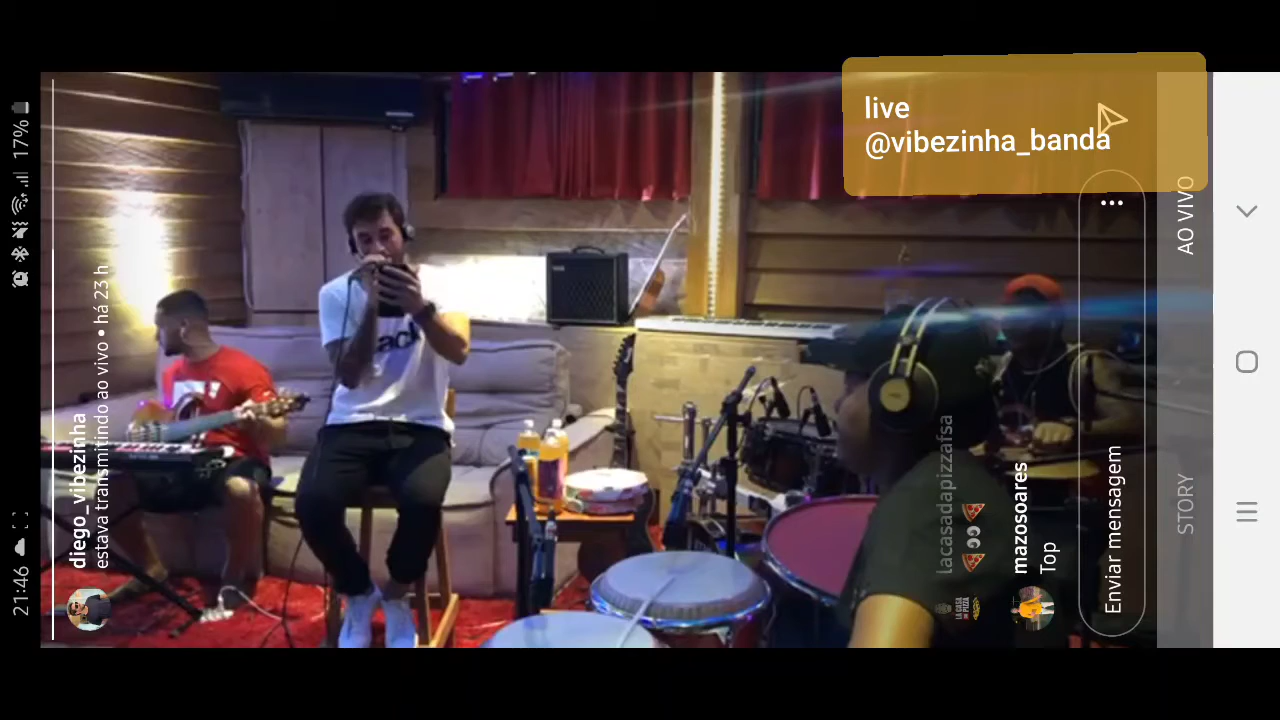 live
@vibezinha_banda
21:46
17%
diego_vibezinha
estava transmitindo ao vivo • há 23 h
lacasadapizzafsa
🍕👀🍕
mazosoares
Top
Enviar mensagem
STORY
AO VIVO